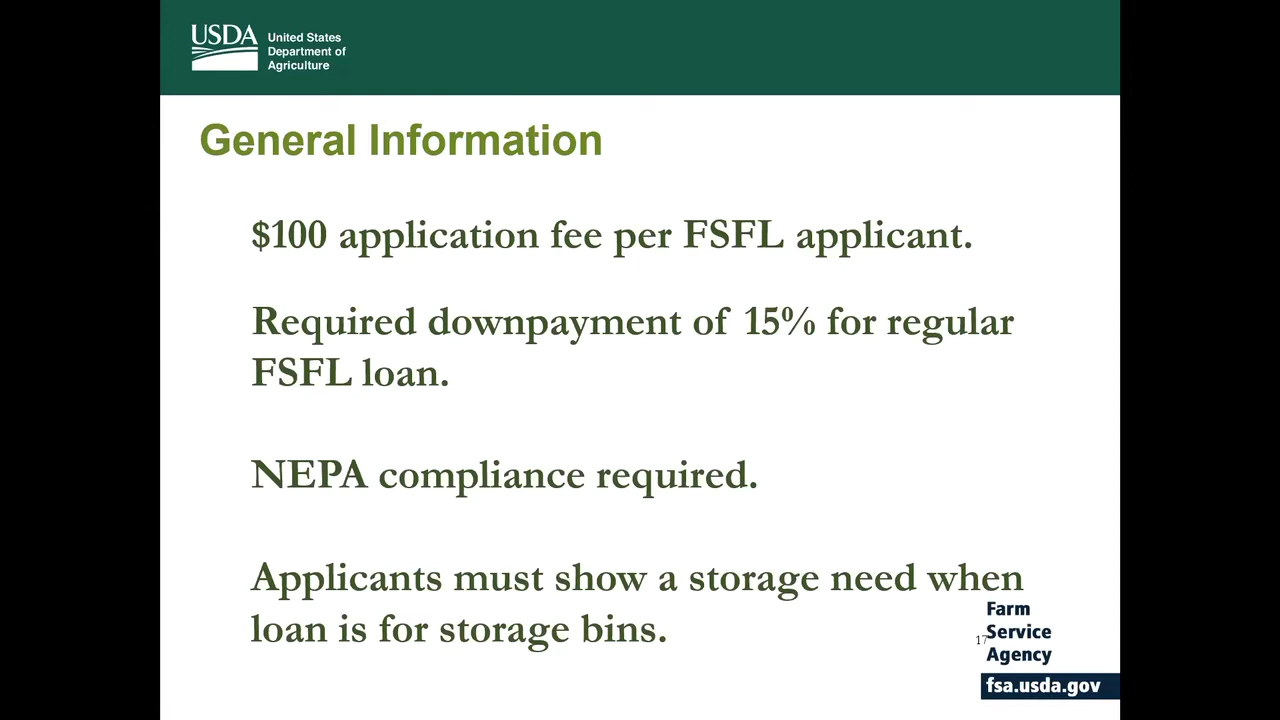 USDA
United States
Department of
Agriculture
General Information
$100 application fee per FSFL applicant.
Required downpayment of 15% for regular
FSFL loan.
NEPA compliance required.
Applicants must show a storage need when
loan is for storage bins.
Farm
Service
Agency
17
fsa.usda.gov